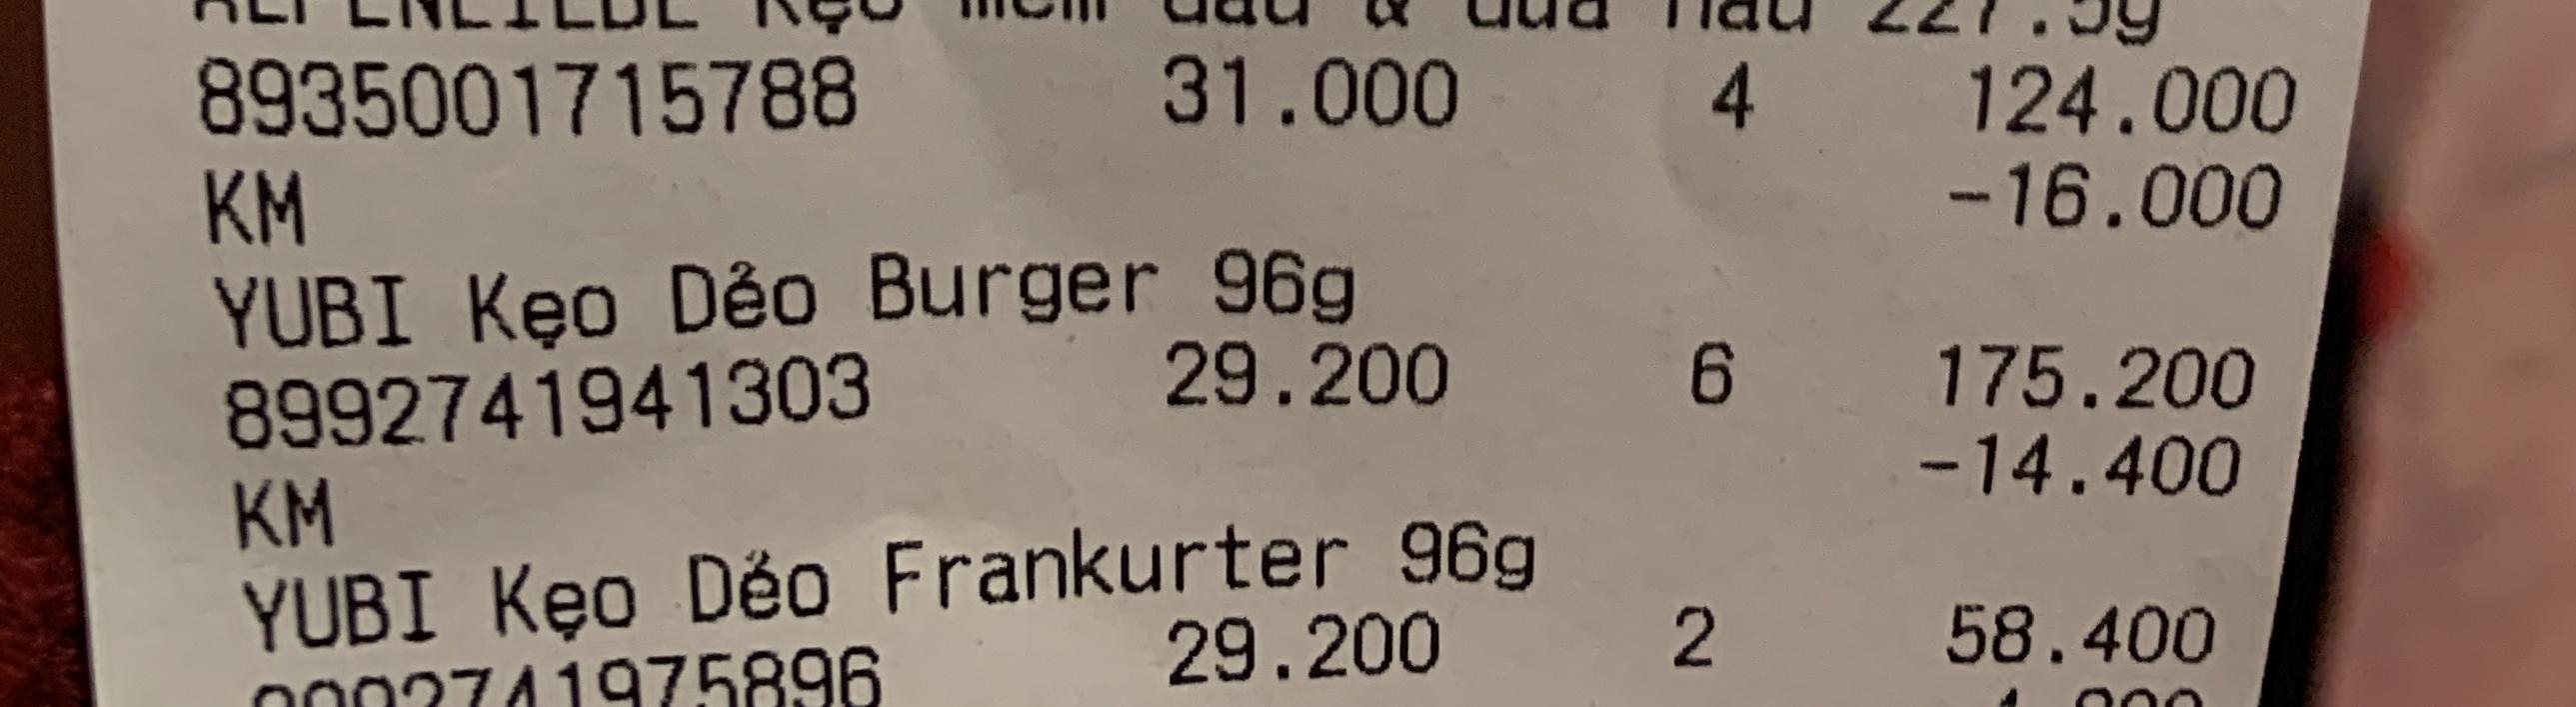 ALPENLIEBE Kẹo mềm dâu & dưa hấu 227.5g
8935001715788 31.000 4 124.000
KM -16.000
YUBI Kẹo Dẻo Burger 96g
8992741941303 29.200 6 175.200
KM -14.400
YUBI Kẹo Dẻo Frankurter 96g
8992741975896 29.200 2 58.400